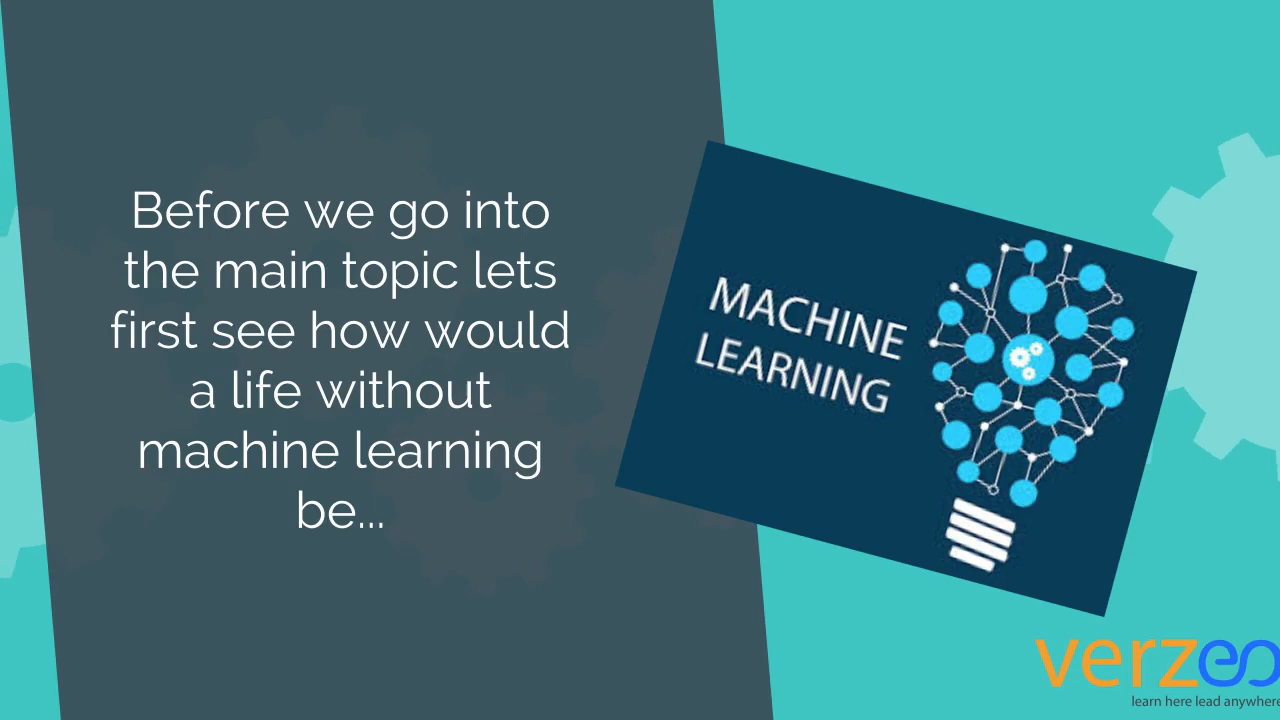 Before we go into
the main topic lets
first see how would
a life without
machine learning
be...
MACHINE
LEARNING
verzeo
learn here lead anywhere